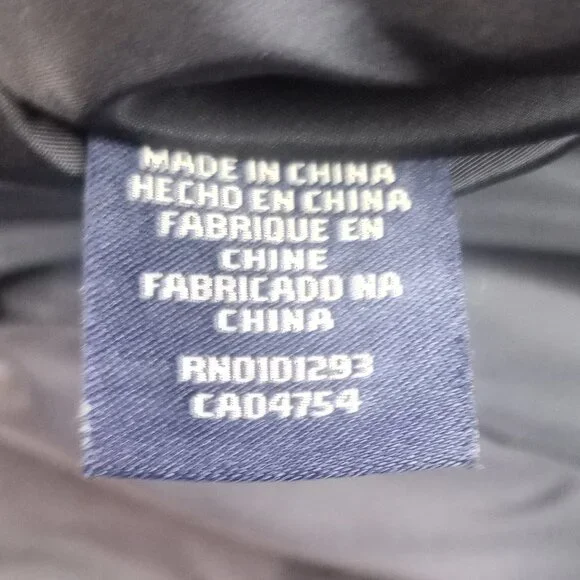 MADE IN CHINA
HECHO EN CHINA
FABRIQUE EN
CHINE
FABRICADO NA
CHINA
RN0101293
CA04754